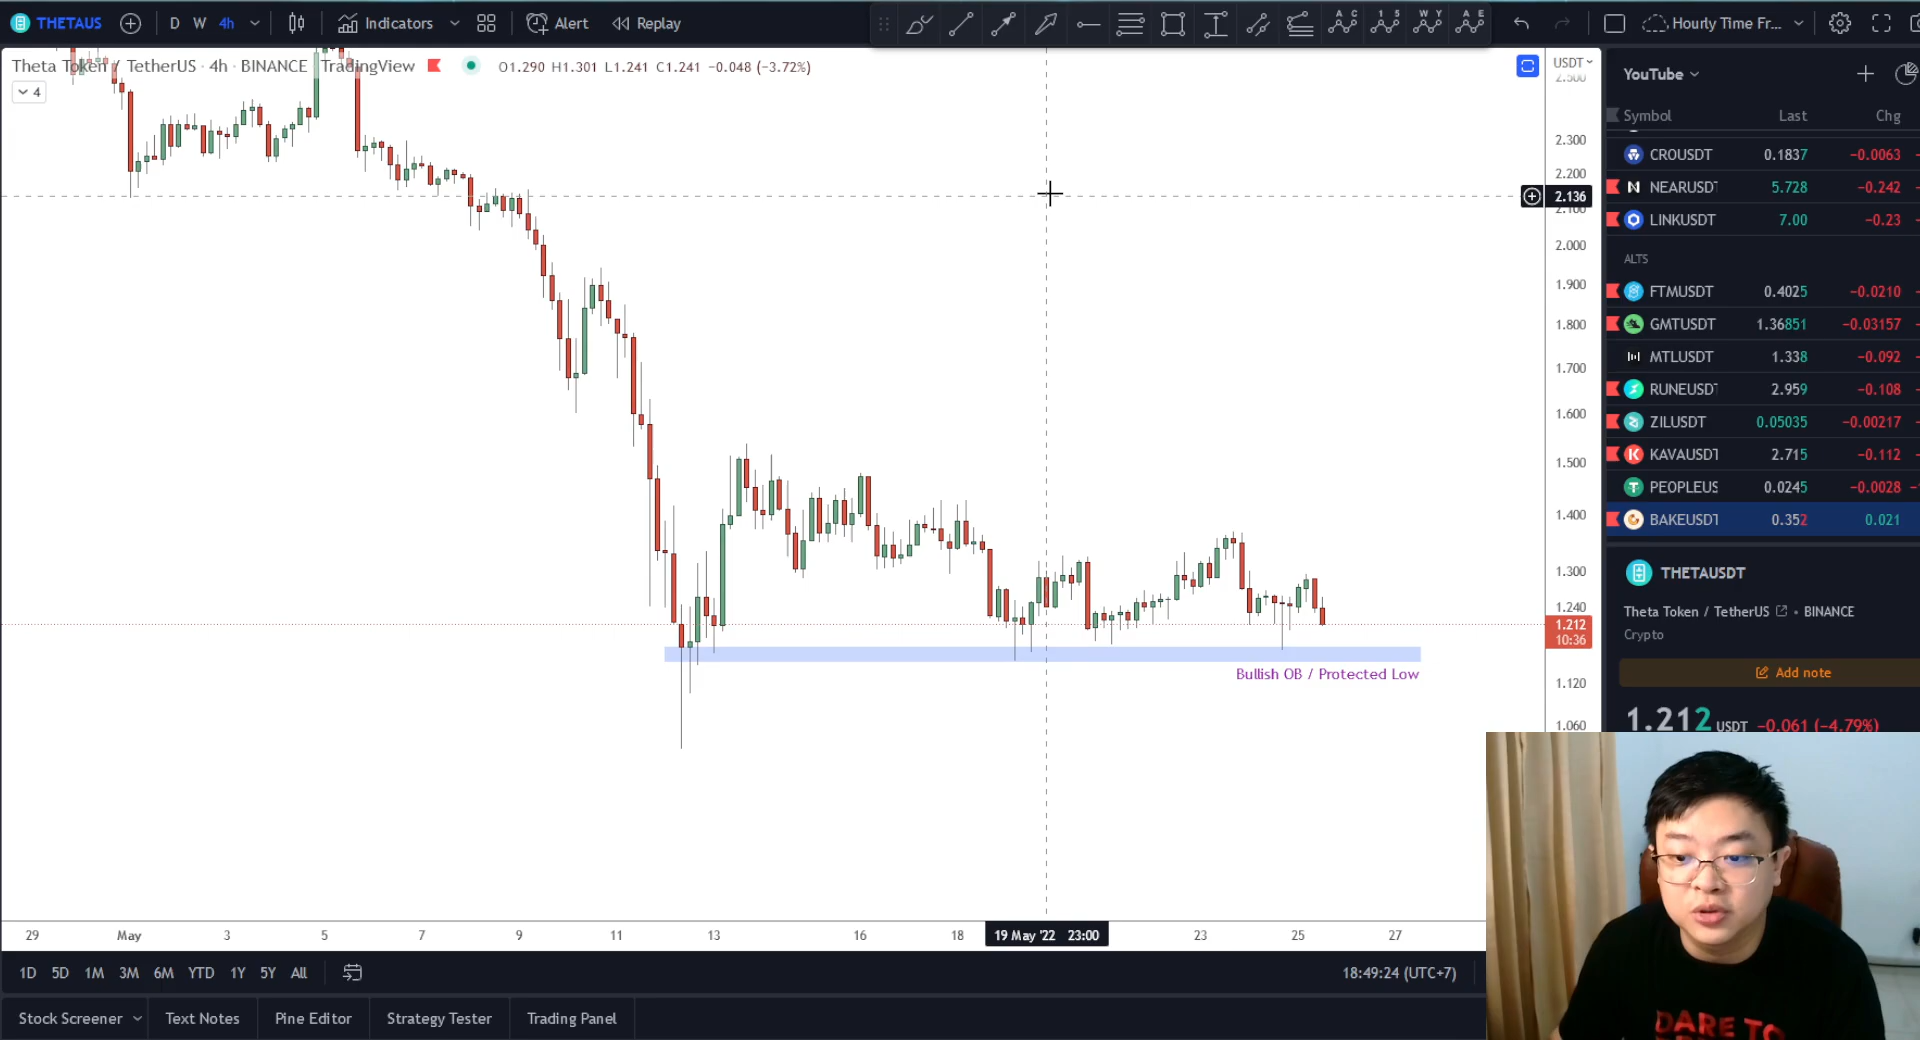 THETAUS D W 4h Indicators Alert Replay Hourly Time Fr...
Theta Token / TetherUS · 4h · BINANCE TradingView O1.290 H1.301 L1.241 C1.241 −0.048 (−3.72%)
4
USDT
2.500
2.300
2.200
2.136
2.100
2.000
1.900
1.800
1.700
1.600
1.500
1.400
1.300
1.240
1.212
10:36
1.120
1.060
Bullish OB / Protected Low
29 May 3 5 7 9 11 13 16 18 19 May '22 23:00 23 25 27
1D 5D 1M 3M 6M YTD 1Y 5Y All 18:49:24 (UTC+7)
Stock Screener Text Notes Pine Editor Strategy Tester Trading Panel
YouTube
Symbol Last Chg
CROUSDT 0.1837 −0.0063
NEARUSDT 5.728 −0.242
LINKUSDT 7.00 −0.23
ALTS
FTMUSDT 0.4025 −0.0210
GMTUSDT 1.36851 −0.03157
MTLUSDT 1.338 −0.092
RUNEUSDT 2.959 −0.108
ZILUSDT 0.05035 −0.00217
KAVAUSDT 2.715 −0.112
PEOPLEUS 0.0245 −0.0028
BAKEUSDT 0.352 0.021
THETAUSDT
Theta Token / TetherUS • BINANCE
Crypto
Add note
1.212 USDT −0.061 (−4.79%)
DARE TO